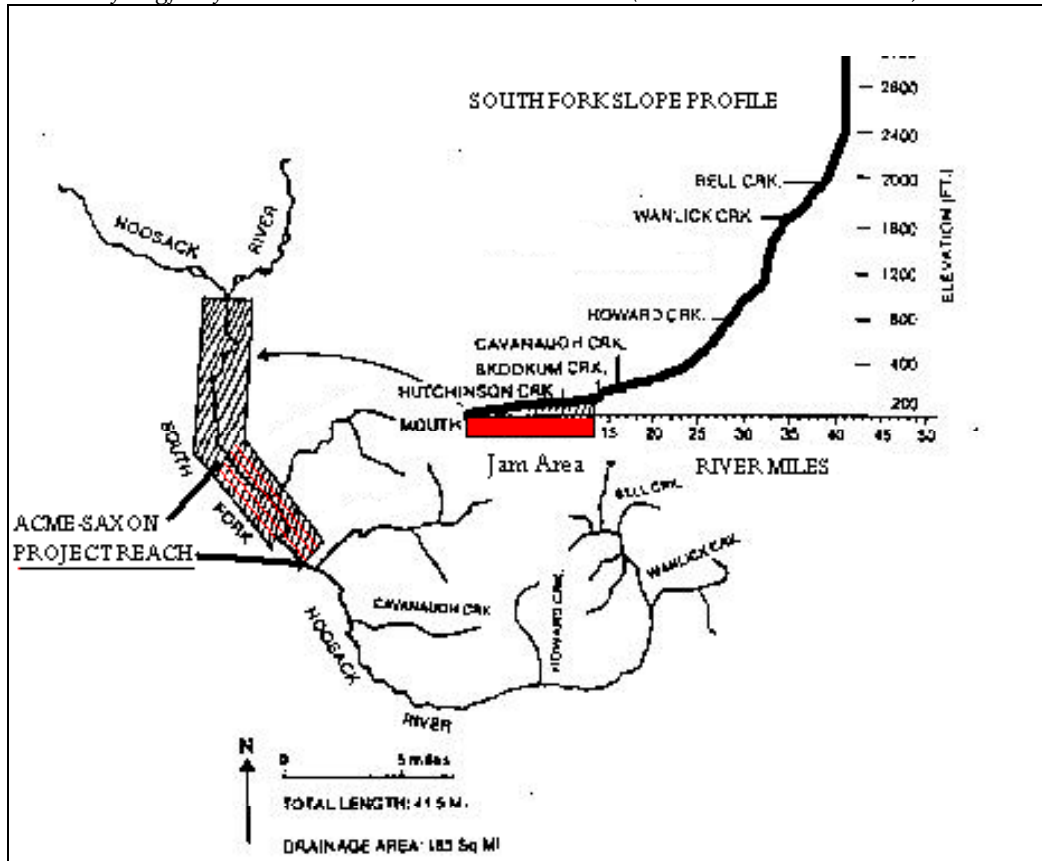 SOUTH FORK SLOPE PROFILE
2800
2400
2000
1800
1200
800
400
200
ELEVATION (FT.)
BELL CRK.
WANLICK CRK.
HOWARD CRK.
CAVANAUGH CRK.
SKOOKUM CRK.
HUTCHINSON CRK.
MOUTH
15 20 25 30 35 40 45 50
Jam Area
RIVER MILES
NOOSACK
RIVER
SOUTH
FORK
ACME-SAXON
PROJECT REACH
NOOSACK
RIVER
CAVANAUGH CRK
HOWARD CRK.
BELL CRK.
WANLICK CRK.
N
0 5 miles
TOTAL LENGTH:
DRAINAGE AREA: Sq MI